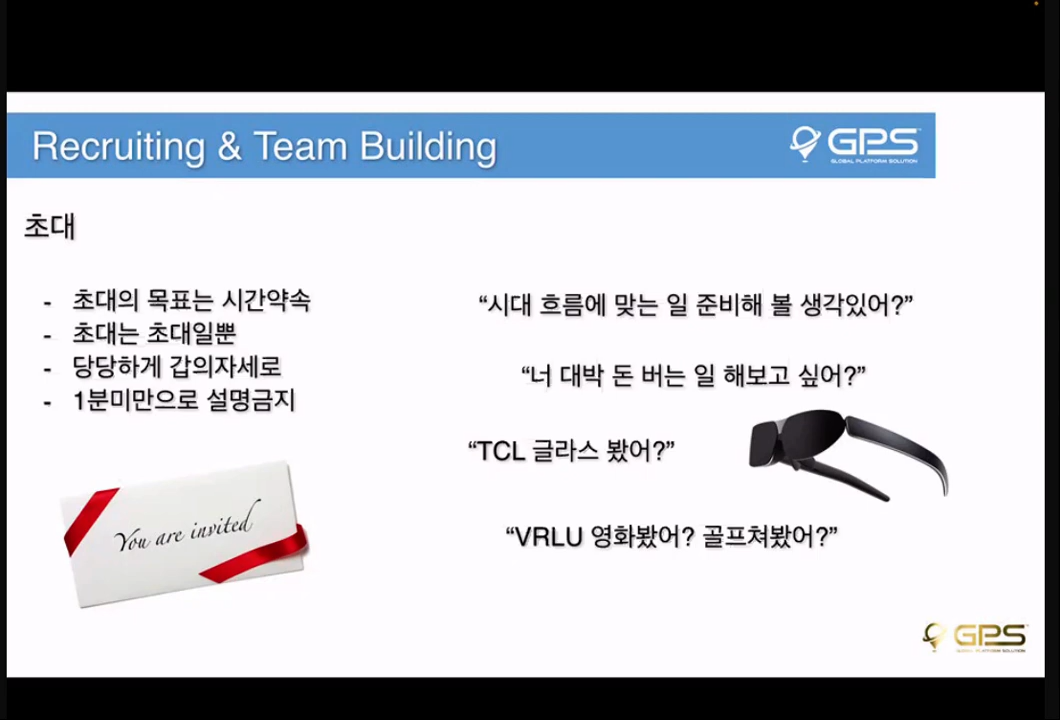 Recruiting & Team Building
GPS
GLOBAL PLATFORM SOLUTION
초대
- 초대의 목표는 시간약속
- 초대는 초대일뿐
- 당당하게 갑의자세로
- 1분미만으로 설명금지
“시대 흐름에 맞는 일 준비해 볼 생각있어?”
“너 대박 돈 버는 일 해보고 싶어?”
“TCL 글라스 봤어?”
“VRLU 영화봤어? 골프쳐봤어?”
You are invited
GPS
GLOBAL PLATFORM SOLUTION